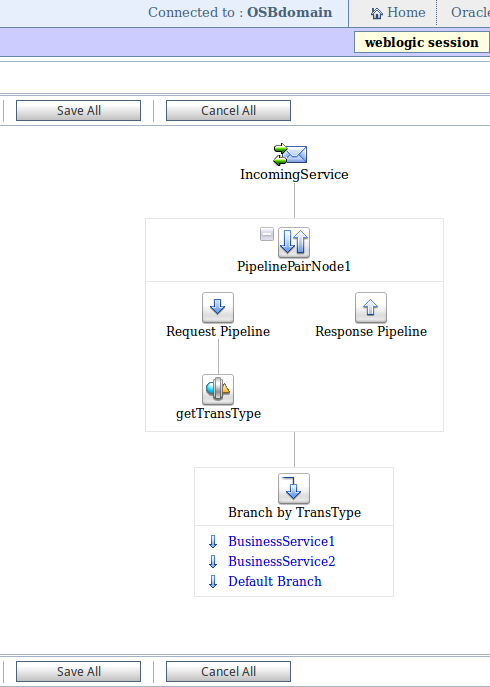 Connected to : OSBdomain Home Oracle
weblogic session
Save All Cancel All
IncomingService
PipelinePairNode1
Request Pipeline Response Pipeline
getTransType
Branch by TransType
BusinessService1
BusinessService2
Default Branch
Save All Cancel All